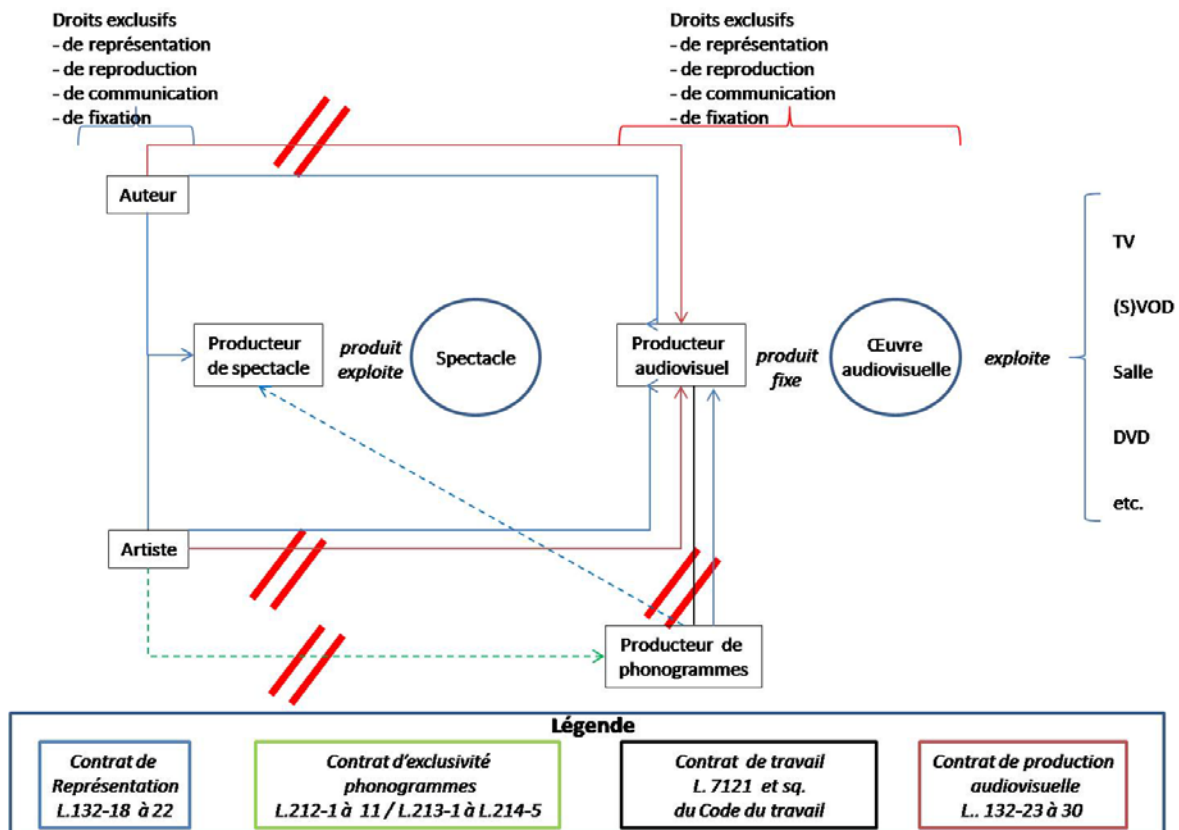 Droits exclusifs
- de représentation
- de reproduction
- de communication
- de fixation
Droits exclusifs
- de représentation
- de reproduction
- de communication
- de fixation
Auteur
TV
(S)VOD
Salle
DVD
etc.
Producteur
de spectacle
produit
exploite
Spectacle
Producteur
audiovisuel
produit
fixe
Œuvre
audiovisuelle
exploite
Artiste
Producteur de
phonogrammes
Légende
Contrat de
Représentation
L.132-18 à 22
Contrat d'exclusivité
phonogrammes
L.212-1 à 11 / L.213-1 à L.214-5
Contrat de travail
L. 7121 et sq.
du Code du travail
Contrat de production
audiovisuelle
L.. 132-23 à 30